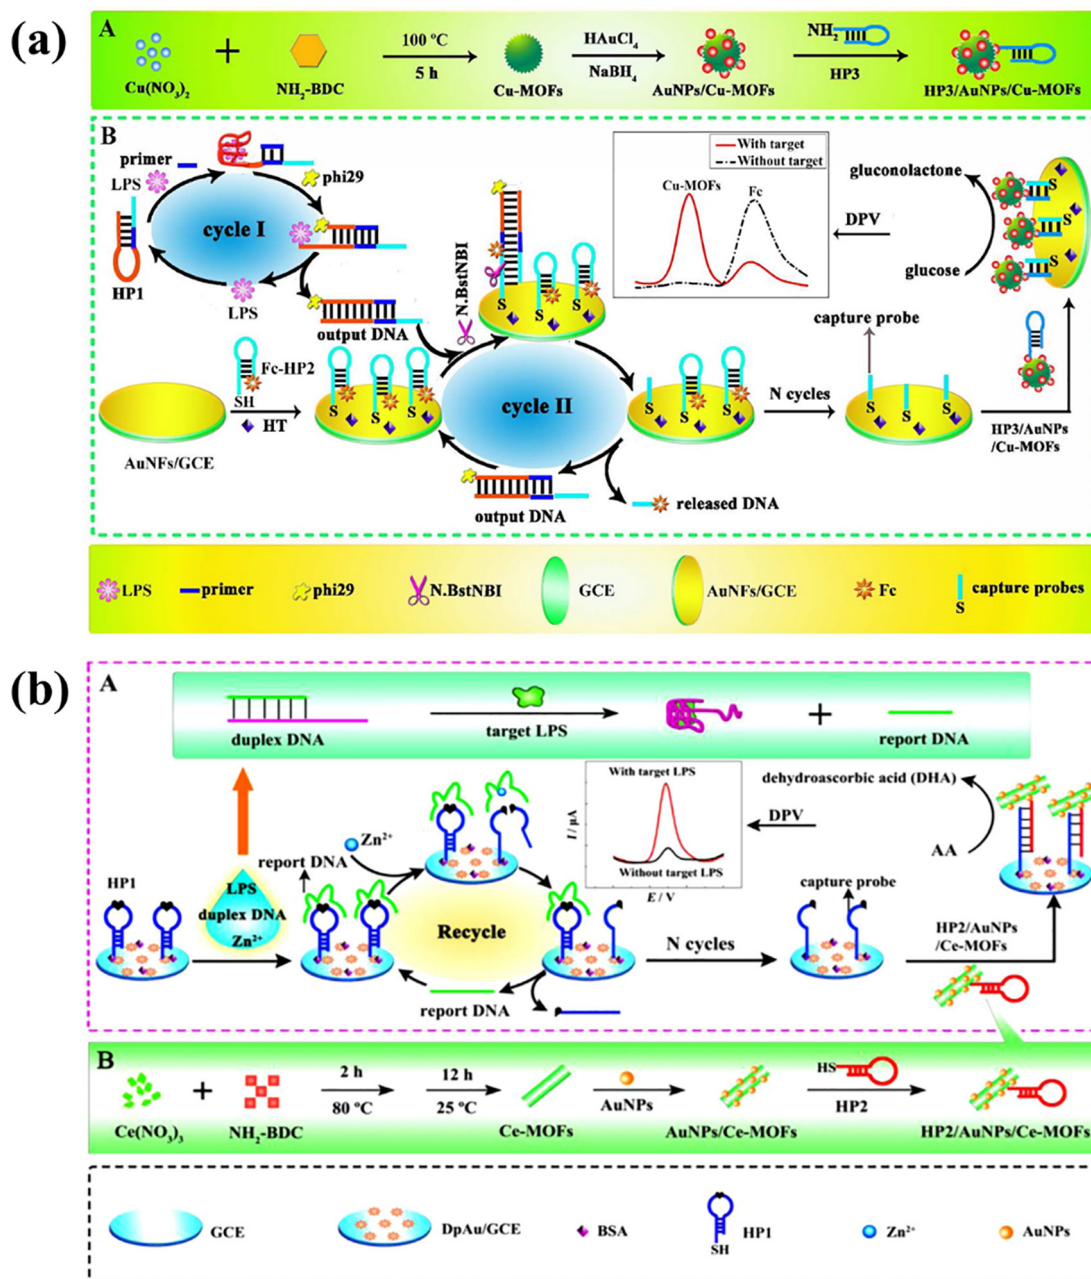 (a)
A
Cu(NO3)2
+
NH2-BDC
100 ºC
5 h
Cu-MOFs
HAuCl4
NaBH4
AuNPs/Cu-MOFs
NH2
HP3
HP3/AuNPs/Cu-MOFs
B
primer
LPS
phi29
HP1
cycle I
LPS
output DNA
With target
Without target
Cu-MOFs
Fc
DPV
gluconolactone
glucose
S
S
S
N.BstNBI
S
S
AuNFs/GCE
Fc-HP2
SH
HT
S
S
S
cycle II
output DNA
released DNA
S
S
S
N cycles
capture probe
S
S
S
HP3/AuNPs
/Cu-MOFs
LPS
primer
phi29
N.BstNBI
GCE
AuNFs/GCE
Fc
S
capture probes
(b)
A
duplex DNA
target LPS
+
report DNA
HP1
LPS
duplex DNA
Zn2+
report DNA
Zn2+
Recycle
report DNA
With target LPS
Without target LPS
I / µA
E / V
DPV
dehydroascorbic acid (DHA)
AA
N cycles
capture probe
HP2/AuNPs
/Ce-MOFs
B
Ce(NO3)3
+
NH2-BDC
2 h
80 ºC
12 h
25 ºC
Ce-MOFs
AuNPs
AuNPs/Ce-MOFs
HS
HP2
HP2/AuNPs/Ce-MOFs
GCE
DpAu/GCE
BSA
HP1
SH
Zn2+
AuNPs